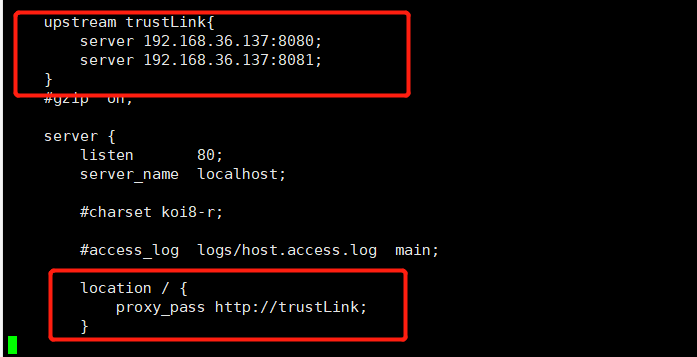 upstream trustLink{
server 192.168.36.137:8080;
server 192.168.36.137:8081;
}
#gzip on;
server {
listen 80;
server_name localhost;
#charset koi8-r;
#access_log logs/host.access.log main;
location / {
proxy_pass http://trustLink;
}